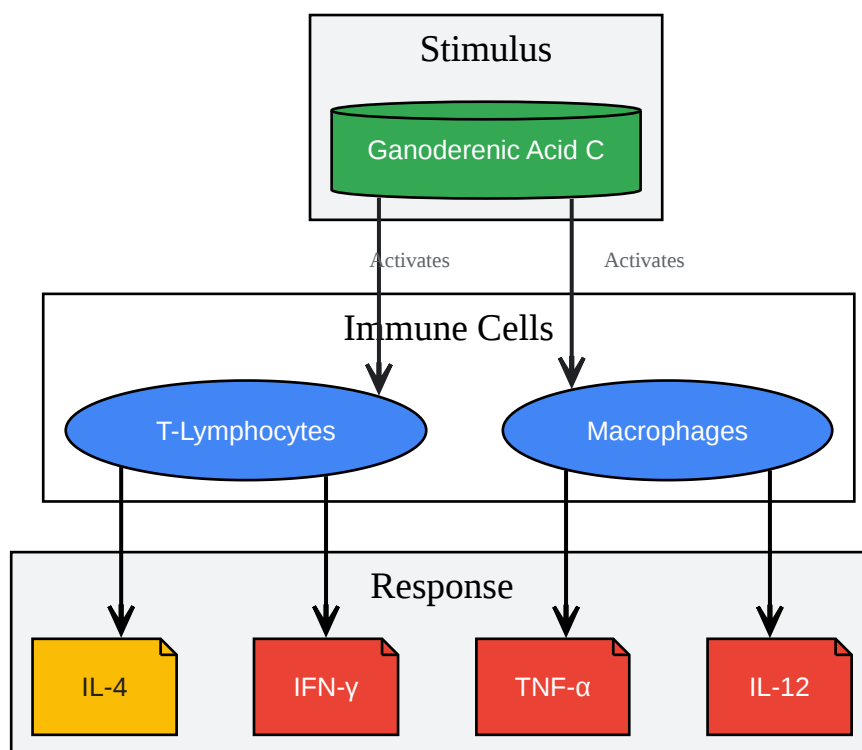 Stimulus
Ganoderenic Acid C
Activates
Activates
Immune Cells
T-Lymphocytes
Macrophages
Response
IL-4
IFN-γ
TNF-α
IL-12